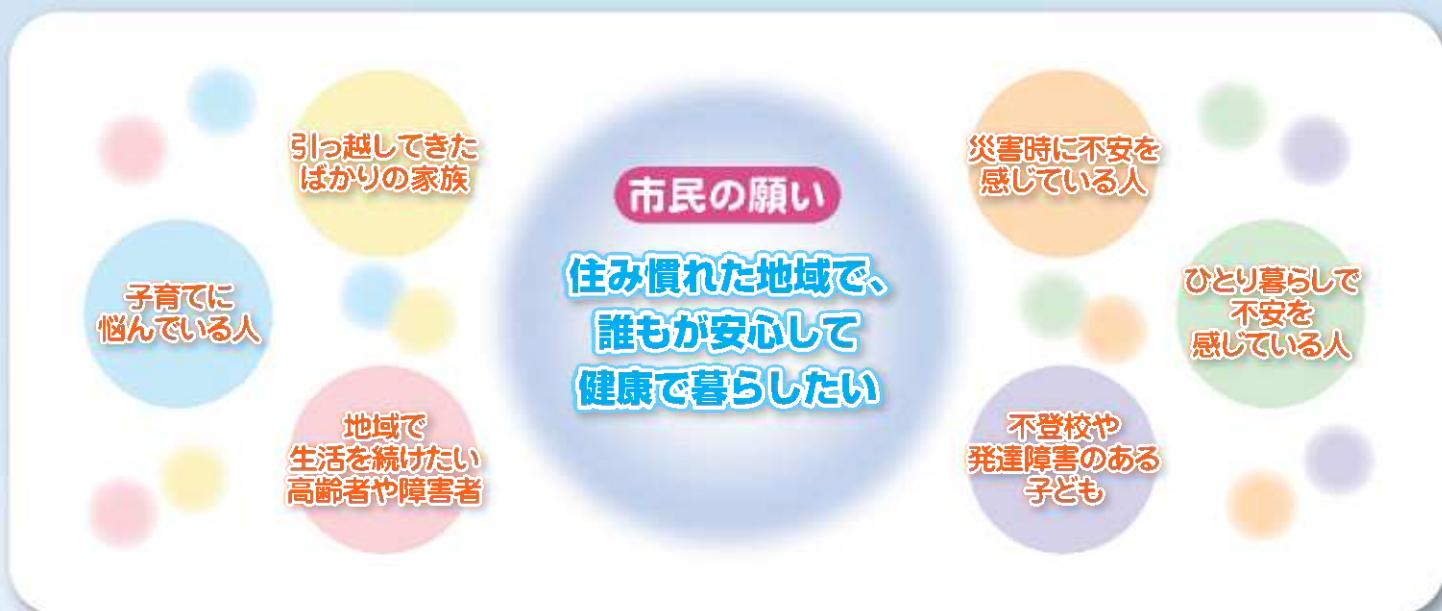 引っ越してきた
ばかりの家族
子育てに
悩んでいる人
地域で
生活を続けたい
高齢者や障害者
市民の願い
住み慣れた地域で、
誰もが安心して
健康で暮らしたい
災害時に不安を
感じている人
ひとり暮らしで
不安を
感じている人
不登校や
発達障害のある
子ども